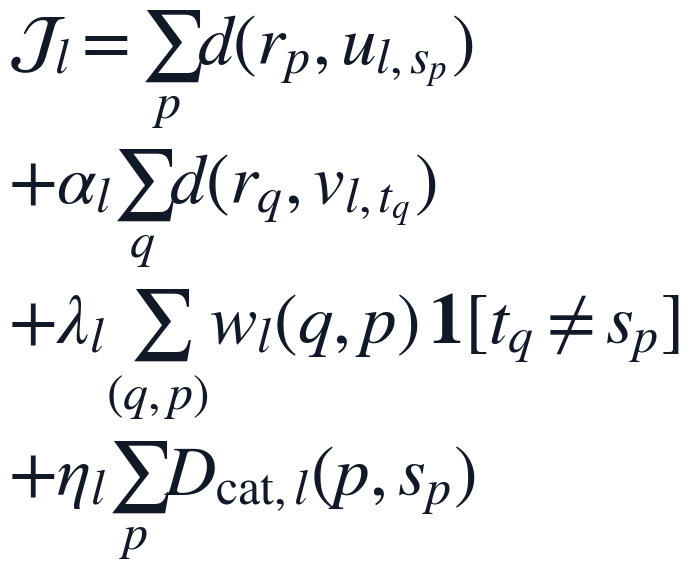 𝒥_l = ∑_p d(r_p, u_{l, s_p})
+α_l ∑_q d(r_q, v_{l, t_q})
+λ_l ∑_{(q, p)} w_l(q, p) 𝟏[t_q ≠ s_p]
+η_l ∑_p D_{cat, l}(p, s_p)